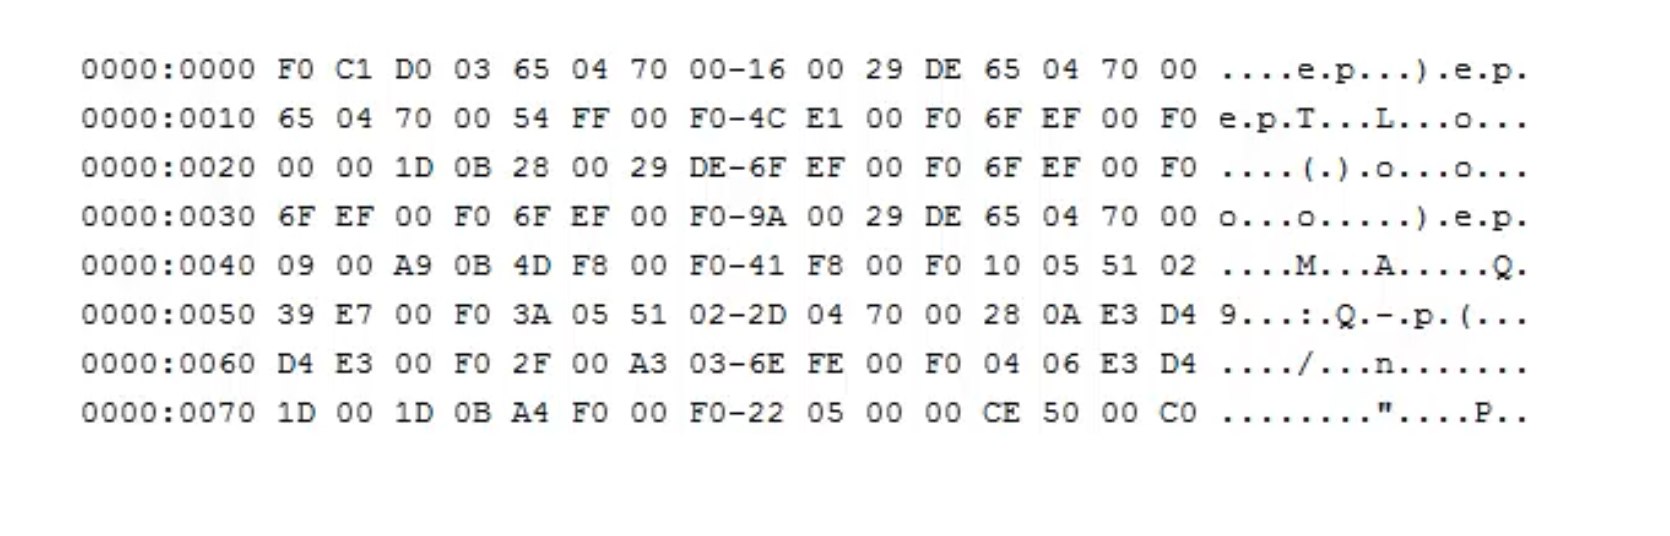 0000:0000 F0 C1 D0 03 65 04 70 00-16 00 29 DE 65 04 70 00 ....e.p...).e.p.
0000:0010 65 04 70 00 54 FF 00 F0-4C E1 00 F0 6F EF 00 F0 e.p.T...L...o...
0000:0020 00 00 1D 0B 28 00 29 DE-6F EF 00 F0 6F EF 00 F0 ....(.).o...o...
0000:0030 6F EF 00 F0 6F EF 00 F0-9A 00 29 DE 65 04 70 00 o...o.....).e.p.
0000:0040 09 00 A9 0B 4D F8 00 F0-41 F8 00 F0 10 05 51 02 ....M...A.....Q.
0000:0050 39 E7 00 F0 3A 05 51 02-2D 04 70 00 28 0A E3 D4 9...:.Q.-.p.(...
0000:0060 D4 E3 00 F0 2F 00 A3 03-6E FE 00 F0 04 06 E3 D4 ..../...n.......
0000:0070 1D 00 1D 0B A4 F0 00 F0-22 05 00 00 CE 50 00 C0 ........"....P..